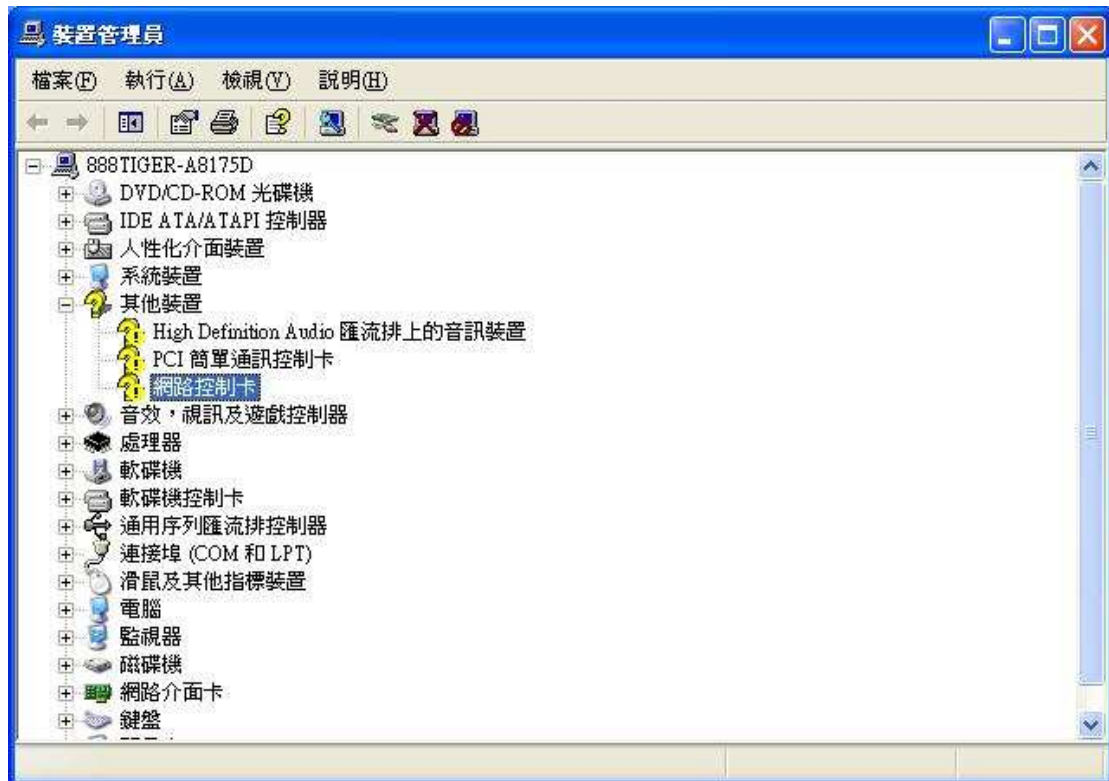 裝置管理員
檔案(F) 執行(A) 檢視(V) 說明(H)
888TIGER-A8175D
DVD/CD-ROM 光碟機
IDE ATA/ATAPI 控制器
人性化介面裝置
系統裝置
其他裝置
High Definition Audio 匯流排上的音訊裝置
PCI 簡單通訊控制卡
網路控制卡
音效，視訊及遊戲控制器
處理器
軟碟機
軟碟機控制卡
通用序列匯流排控制器
連接埠 (COM 和 LPT)
滑鼠及其他指標裝置
電腦
監視器
磁碟機
網路介面卡
鍵盤